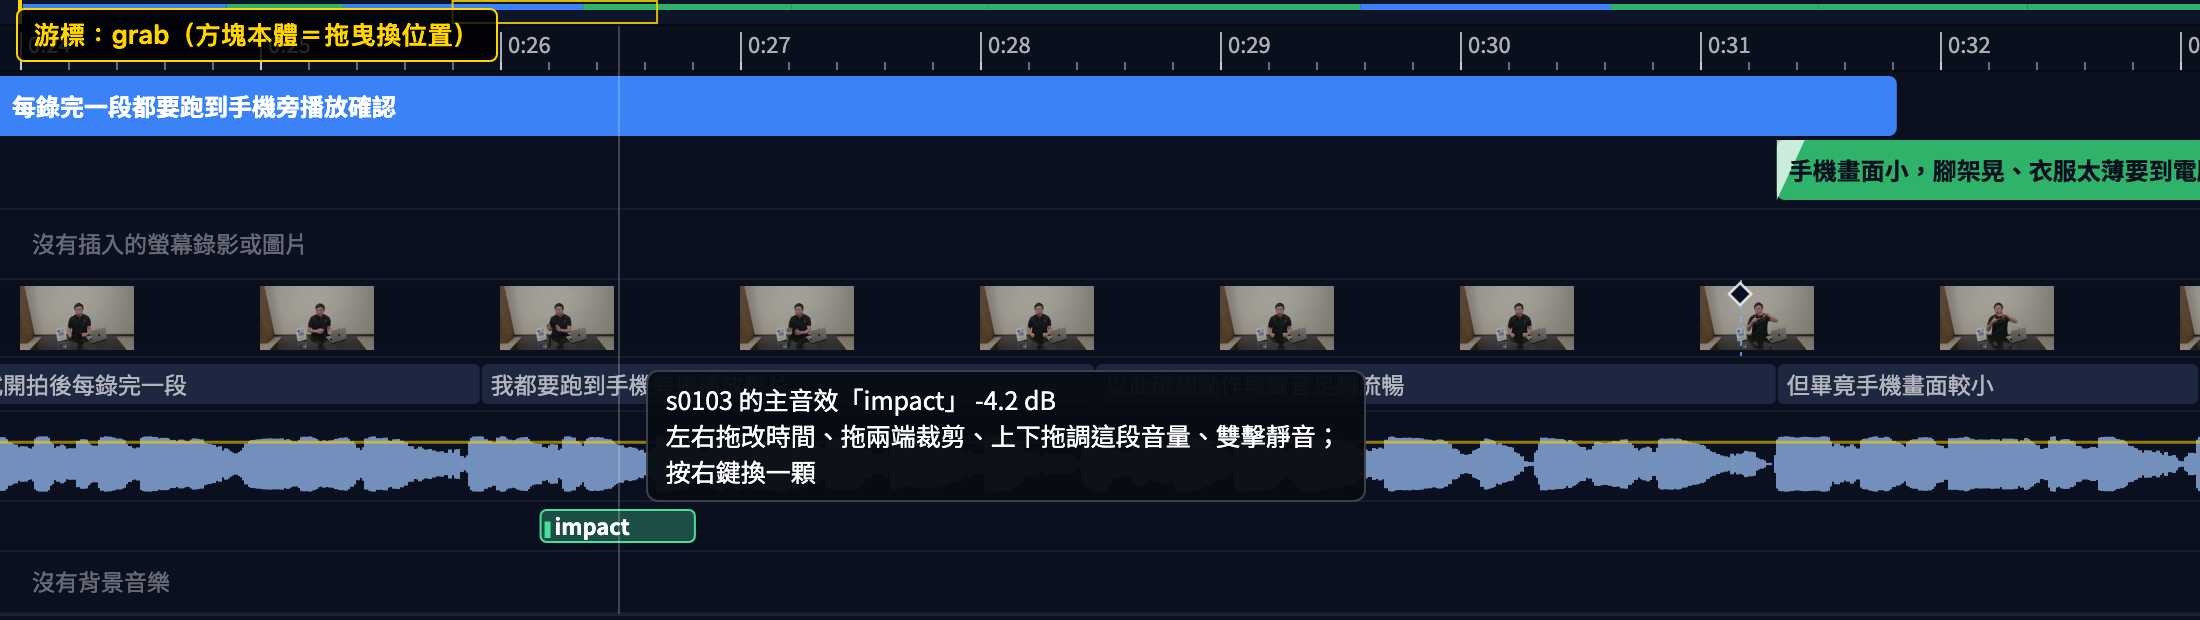 游標：grab（方塊本體＝拖曳換位置）
0:26
0:27
0:28
0:29
0:30
0:31
0:32
每錄完一段都要跑到手機旁播放確認
手機畫面小，腳架晃、衣服太薄要到電
沒有插入的螢幕錄影或圖片
開拍後每錄完一段
我都要跑到手機
流暢
但畢竟手機畫面較小
s0103 的主音效「impact」 -4.2 dB
左右拖改時間、拖兩端裁剪、上下拖調這段音量、雙擊靜音；
按右鍵換一顆
impact
沒有背景音樂